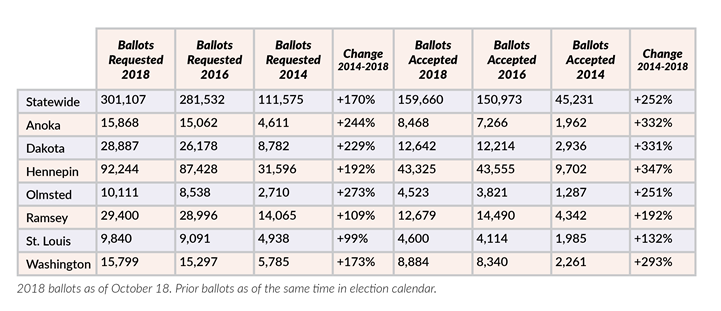 Ballots Requested 2018 Ballots Requested 2016 Ballots Requested 2014 Change 2014-2018 Ballots Accepted 2018 Ballots Accepted 2016 Ballots Accepted 2014 Change 2014-2018
Statewide 301,107 281,532 111,575 +170% 159,660 150,973 45,231 +252%
Anoka 15,868 15,062 4,611 +244% 8,468 7,266 1,962 +332%
Dakota 28,887 26,178 8,782 +229% 12,642 12,214 2,936 +331%
Hennepin 92,244 87,428 31,596 +192% 43,325 43,555 9,702 +347%
Olmsted 10,111 8,538 2,710 +273% 4,523 3,821 1,287 +251%
Ramsey 29,400 28,996 14,065 +109% 12,679 14,490 4,342 +192%
St. Louis 9,840 9,091 4,938 +99% 4,600 4,114 1,985 +132%
Washington 15,799 15,297 5,785 +173% 8,884 8,340 2,261 +293%
2018 ballots as of October 18. Prior ballots as of the same time in election calendar.